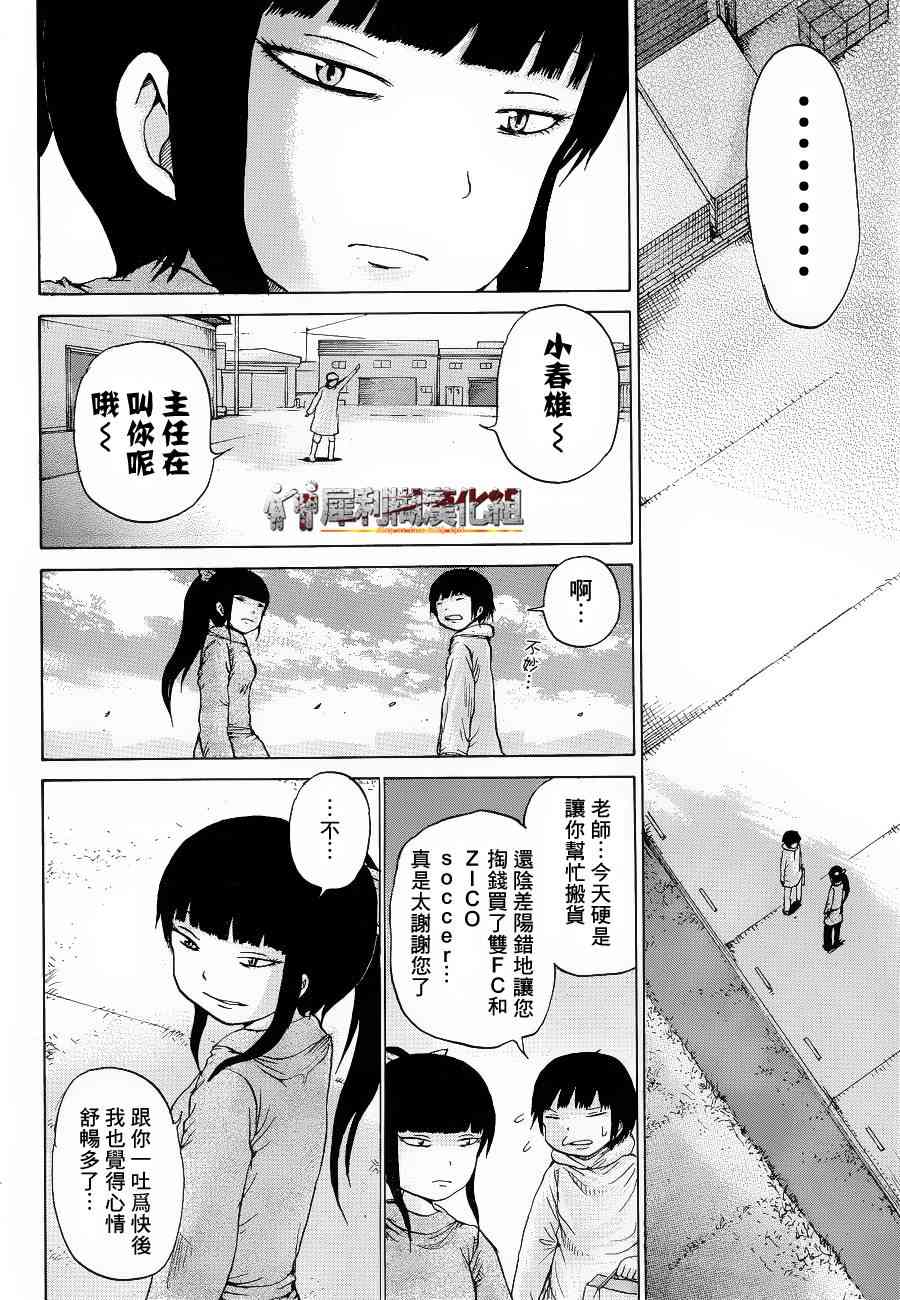 ………
小春雄～
主任在
叫你呢
哦～
犀利猢漢化組
啊…
不妙…
老師…今天硬是
讓你幫忙搬貨
還陰差陽錯地讓您
掏錢買了雙FC和
ZICO
soccer…
真是太謝謝您了
…不…
跟你一吐爲快後
我也覺得心情
舒暢多了…